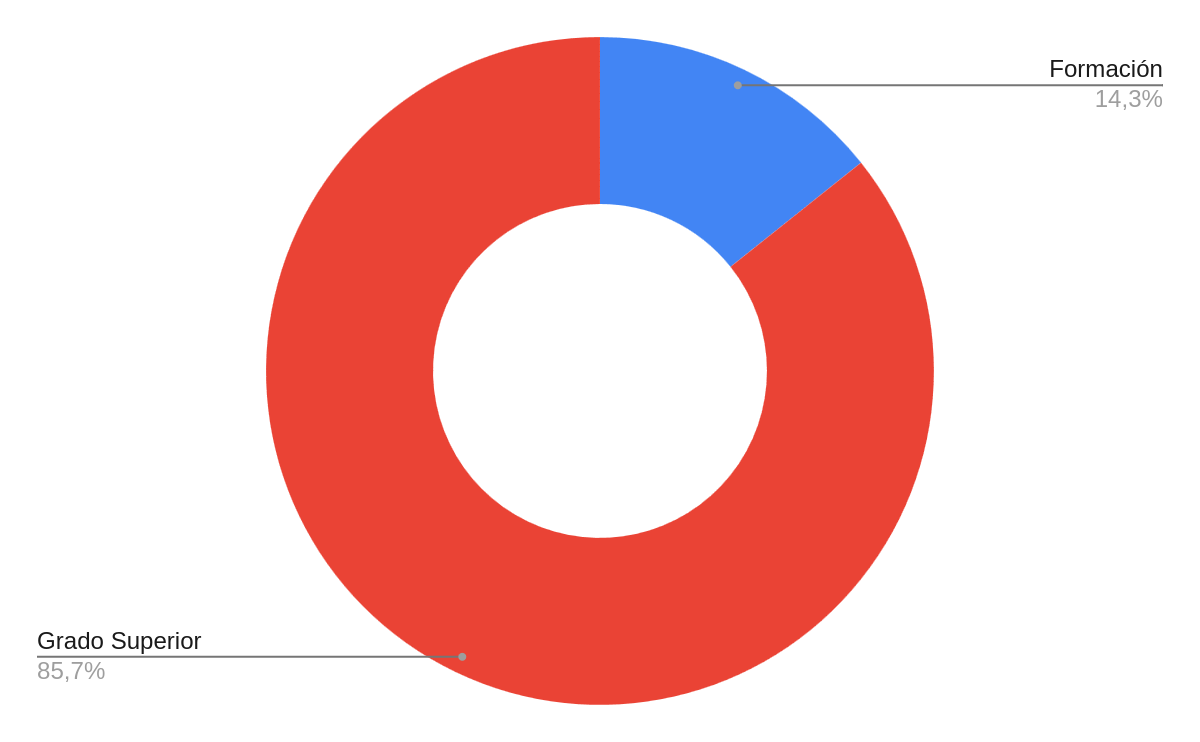 Formación
14,3%
Grado Superior
85,7%